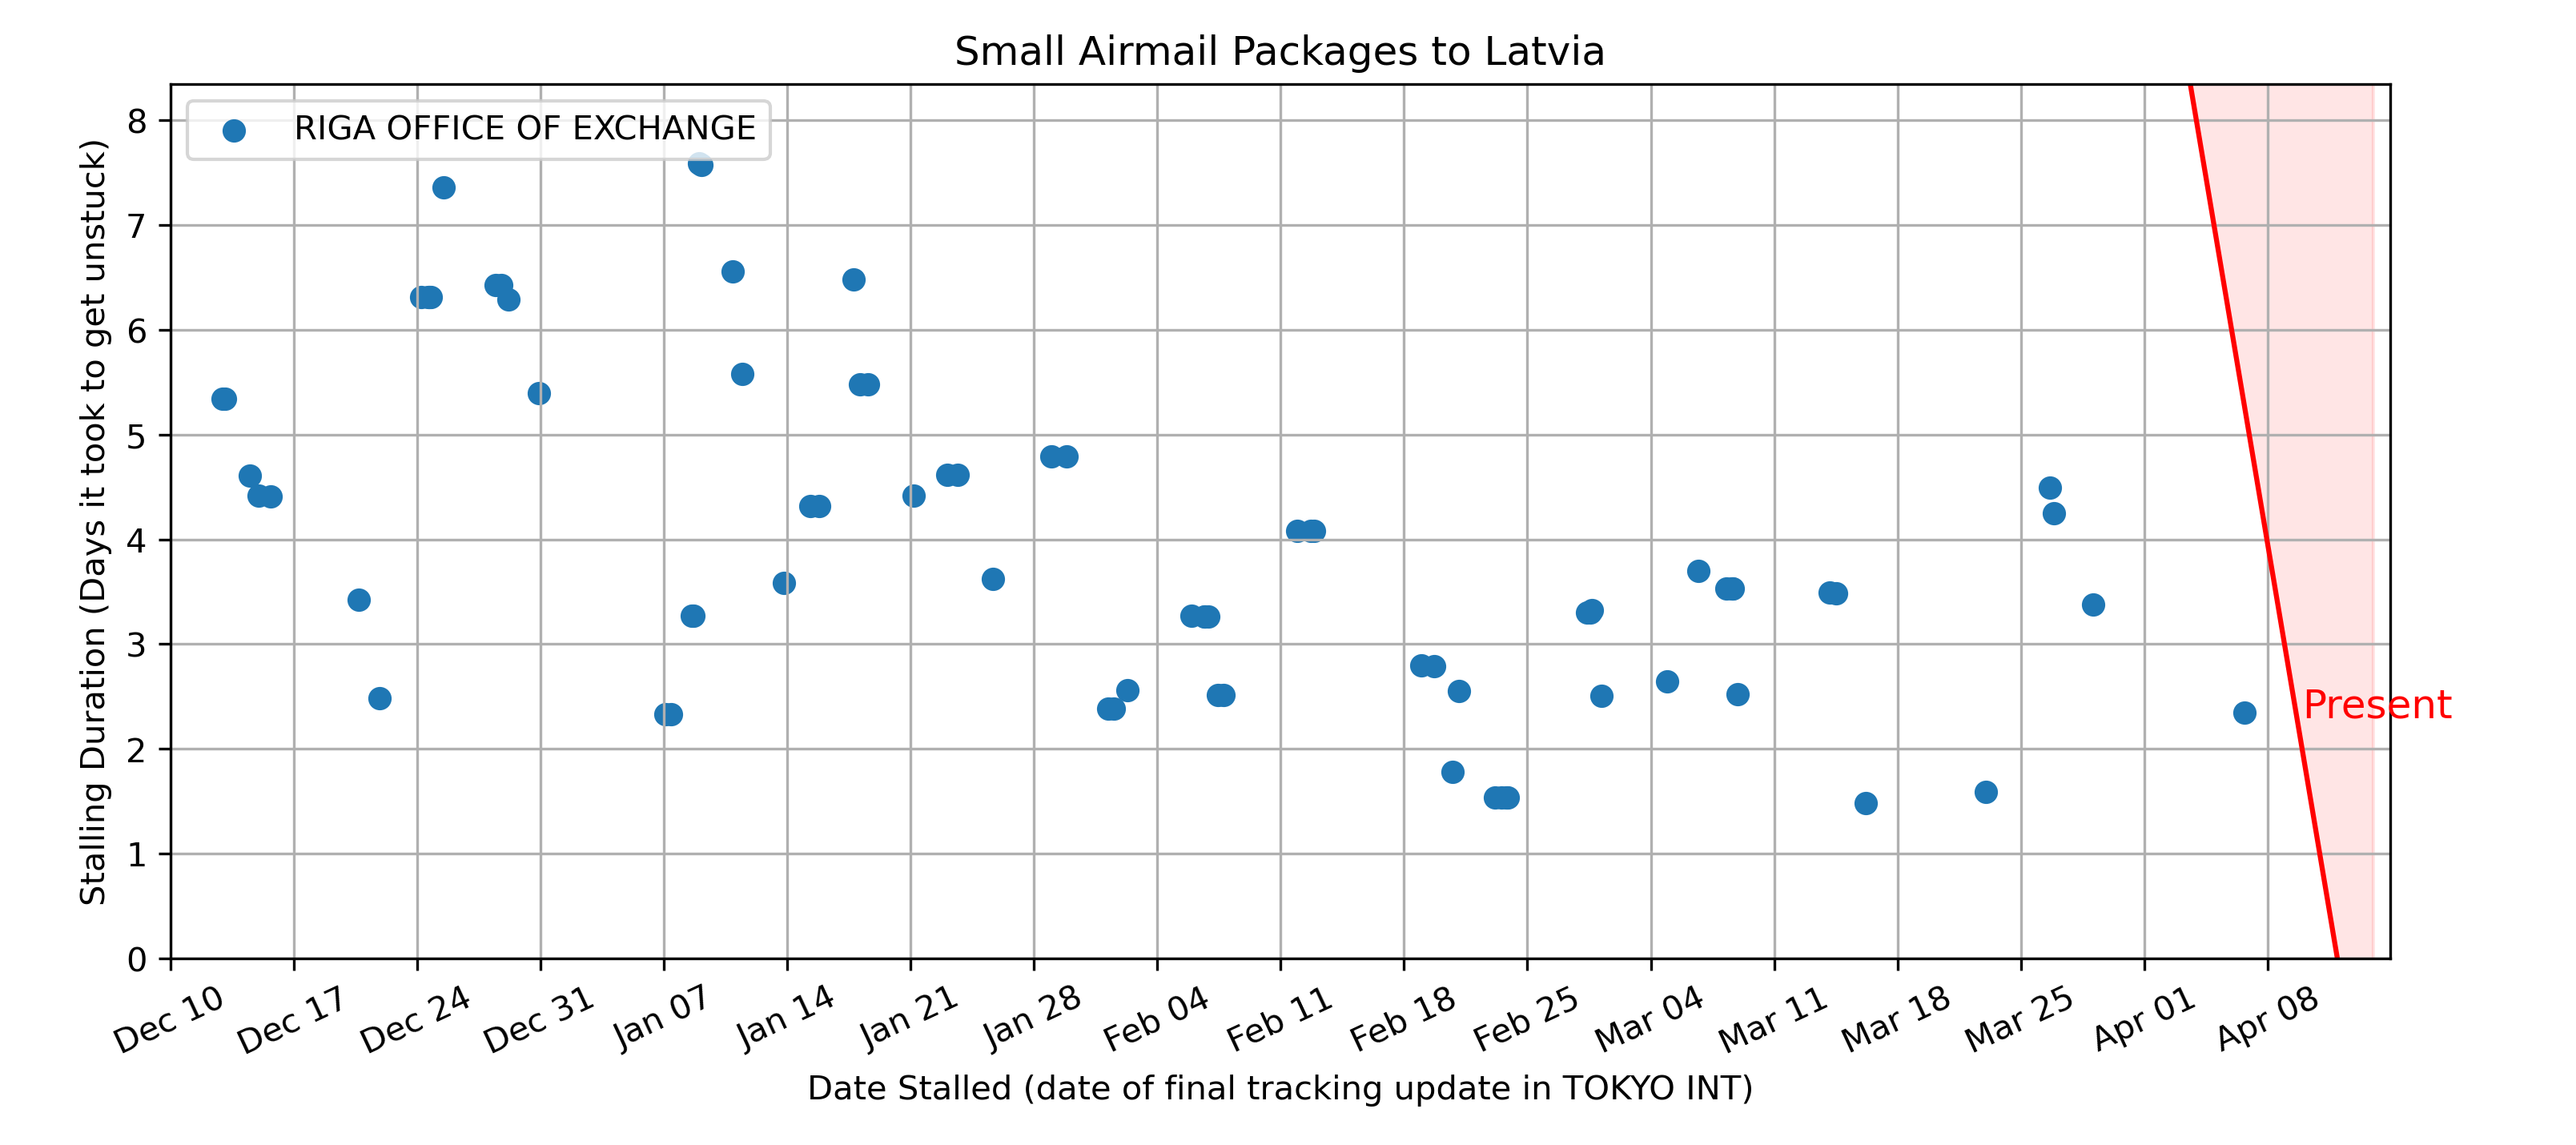 Small Airmail Packages to Latvia
RIGA OFFICE OF EXCHANGE
Stalling Duration (Days it took to get unstuck)
8
7
6
5
4
3
2
1
0
Present
Dec 10
Dec 17
Dec 24
Dec 31
Jan 07
Jan 14
Jan 21
Jan 28
Feb 04
Feb 11
Feb 18
Feb 25
Mar 04
Mar 11
Mar 18
Mar 25
Apr 01
Apr 08
Date Stalled (date of final tracking update in TOKYO INT)